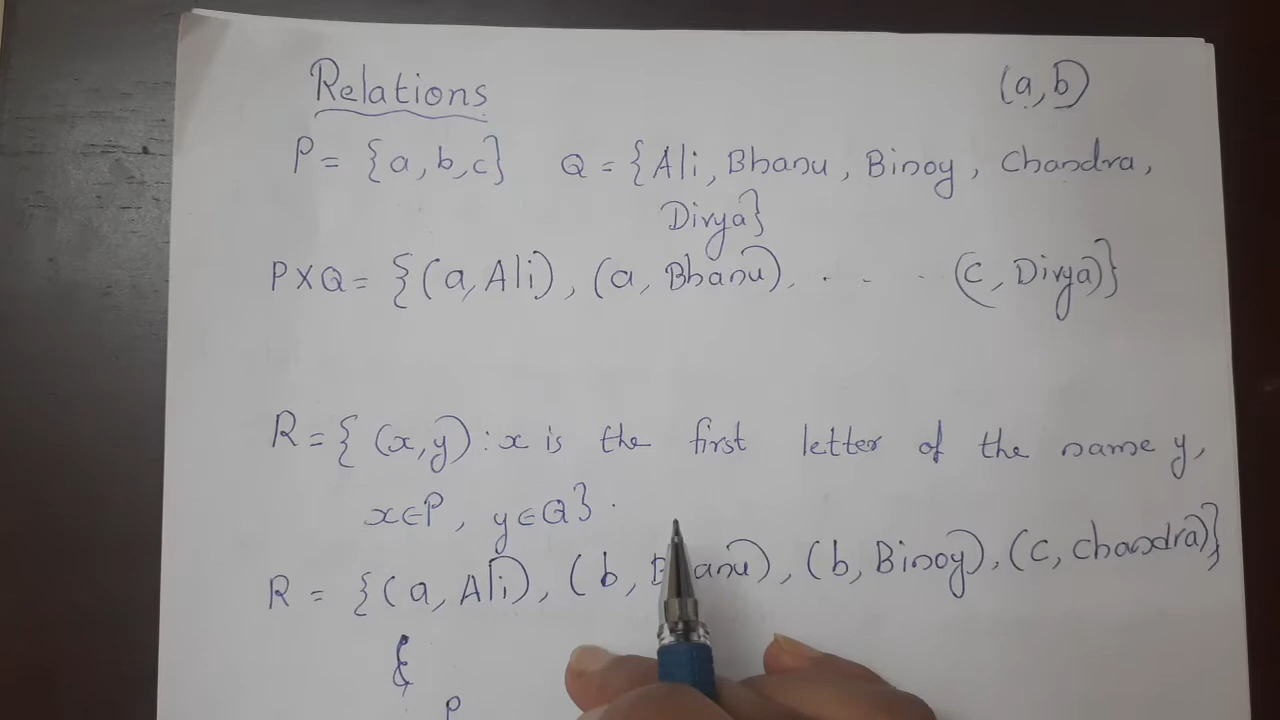 Relations (a,b)
P = {a, b, c} Q = {Ali, Bhanu, Binoy, Chandra,
Divya}
P X Q = {(a, Ali), (a, Bhanu), . . . (c, Divya)}
R = { (x, y) : x is the first letter of the name y,
x ∈ P, y ∈ Q}.
R = {(a, Ali), (b, Bhanu), (b, Binoy), (c, Chandra)}
{
P